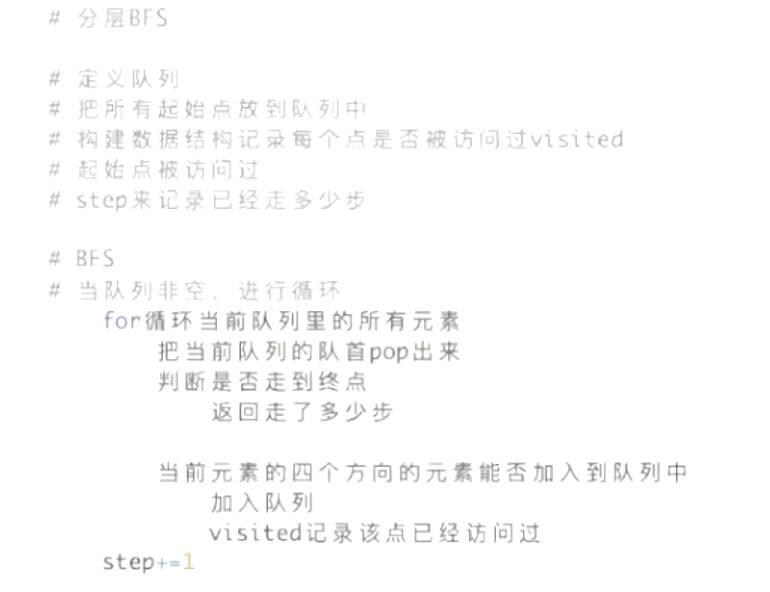 # 分层BFS
# 定义队列
# 把所有起始点放到队列中
# 构建数据结构记录每个点是否被访问过visited
# 起始点被访问过
# step来记录已经走多少步
# BFS
# 当队列非空，进行循环
for循环当前队列里的所有元素
把当前队列的队首pop出来
判断是否走到终点
返回走了多少步
当前元素的四个方向的元素能否加入到队列中
加入队列
visited记录该点已经访问过
step+=1